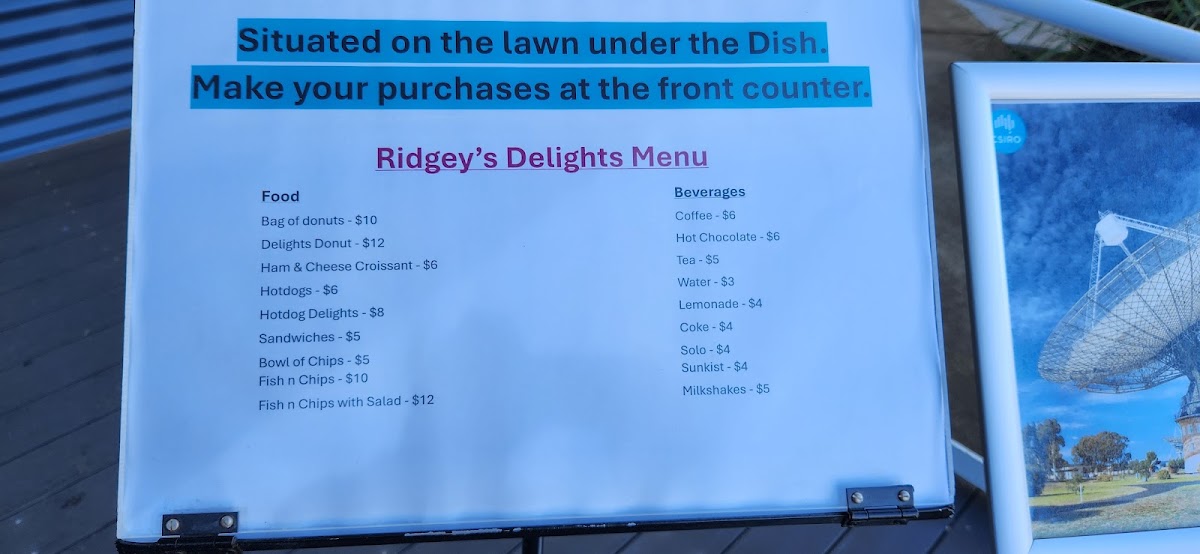 Situated on the lawn under the Dish.
Make your purchases at the front counter.
Ridgey's Delights Menu
Food
Bag of donuts - $10
Delights Donut - $12
Ham & Cheese Croissant - $6
Hotdogs - $6
Hotdog Delights - $8
Sandwiches - $5
Bowl of Chips - $5
Fish n Chips - $10
Fish n Chips with Salad - $12
Beverages
Coffee - $6
Hot Chocolate - $6
Tea - $5
Water - $3
Lemonade - $4
Coke - $4
Solo - $4
Sunkist - $4
Milkshakes - $5
CSIRO